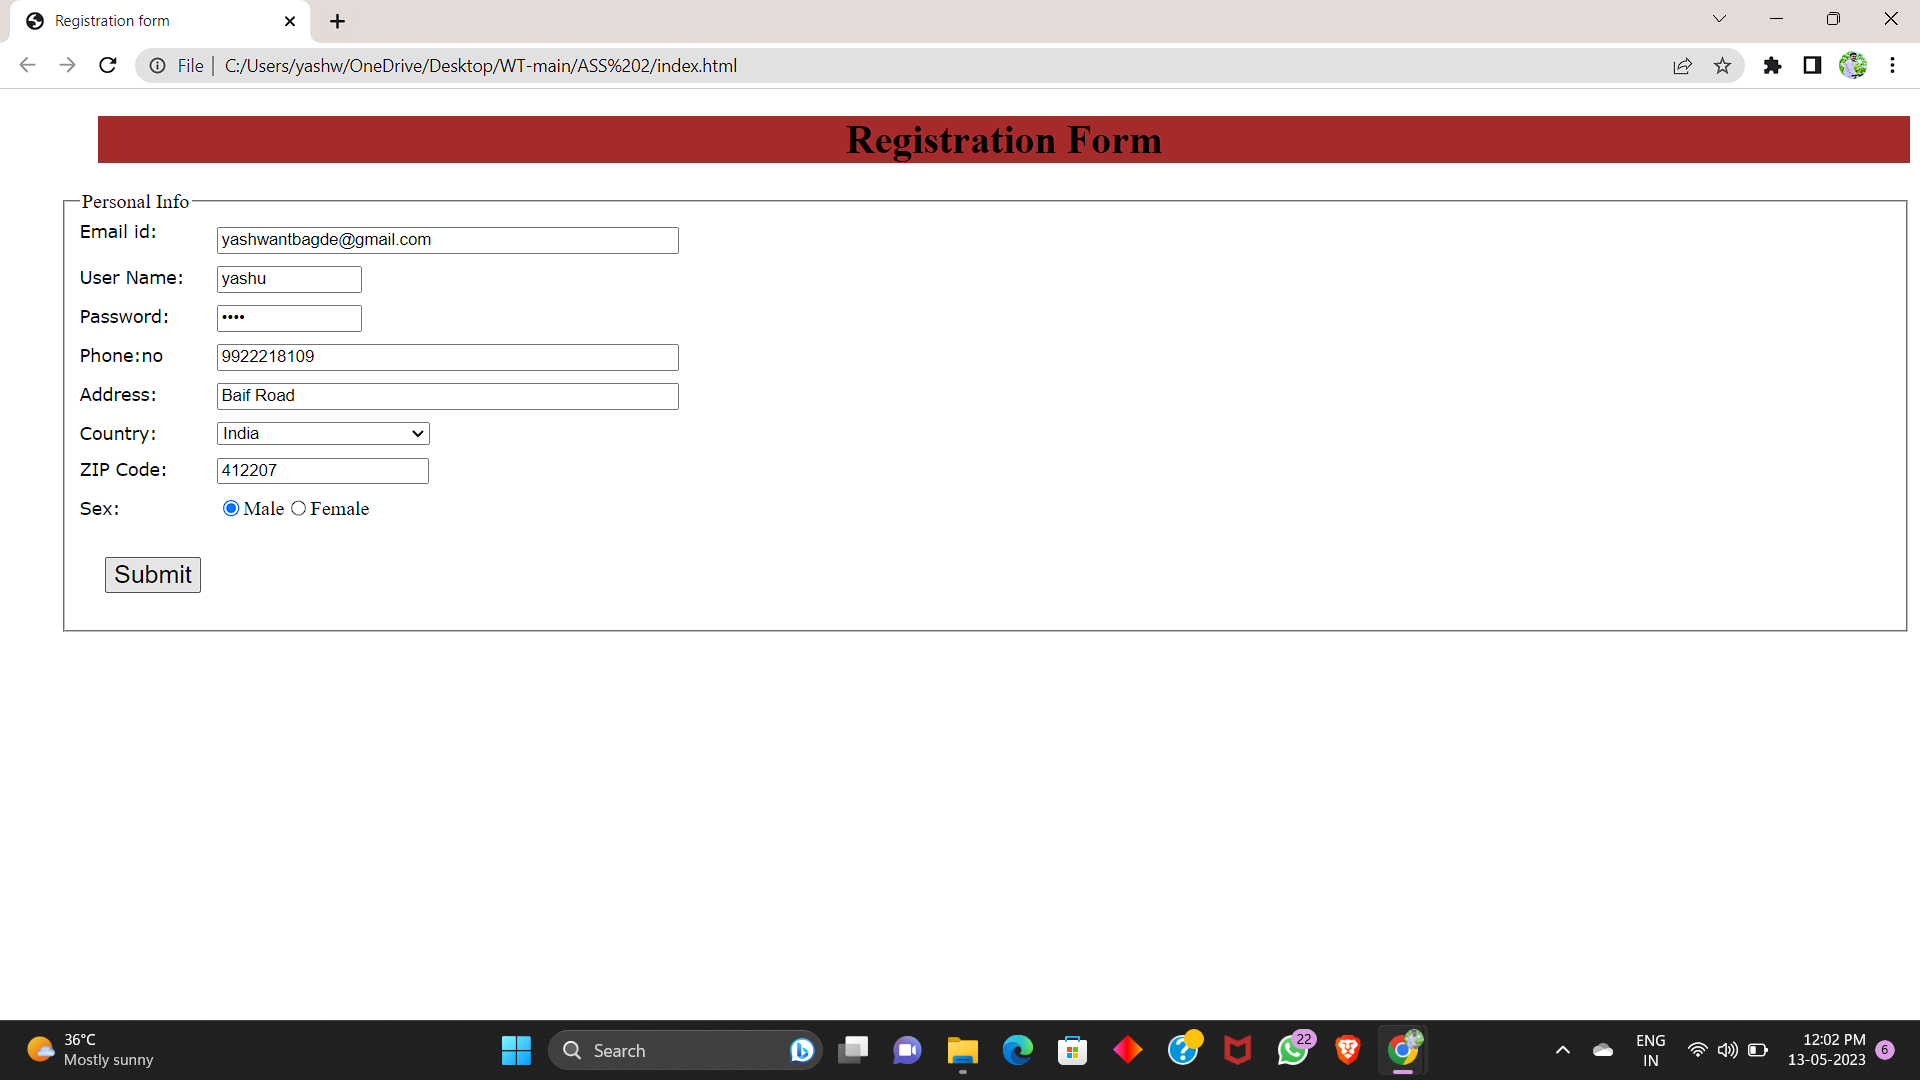 Registration form
File | C:/Users/yashw/OneDrive/Desktop/WT-main/ASS%202/index.html
Registration Form
Personal Info
Email id: yashwantbagde@gmail.com
User Name: yashu
Password: ••••
Phone:no 9922218109
Address: Baif Road
Country: India
ZIP Code: 412207
Sex: Male Female
Submit
36°C
Mostly sunny
Search
22
ENG
IN
12:02 PM
13-05-2023
6